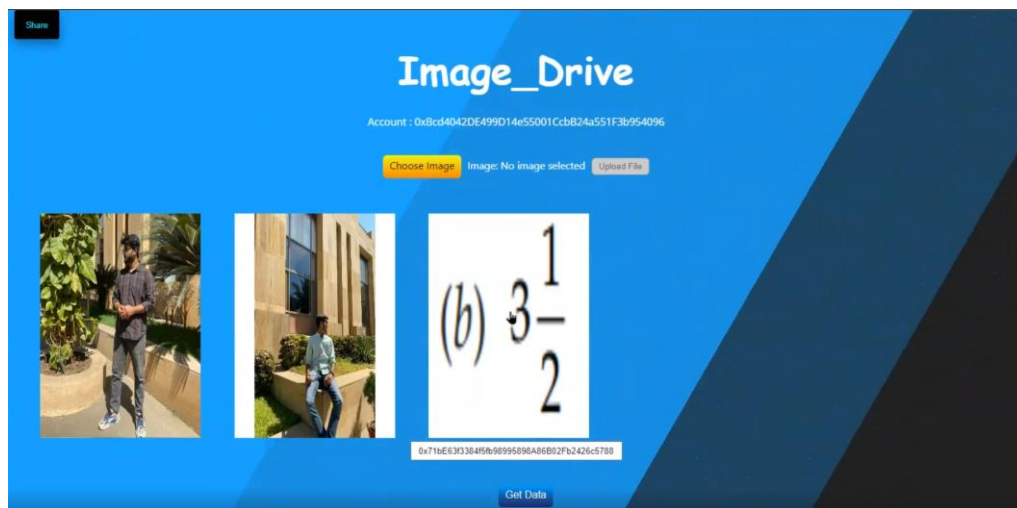 Share
Image_Drive
Account : 0xBcd4042DE499D14e55001CcbB24a551F3b954096
Choose Image Image: No image selected Upload File
(b) 3 1/2
0x71bE63f3384f5fb98995898A86B02Fb2426c5788
Get Data